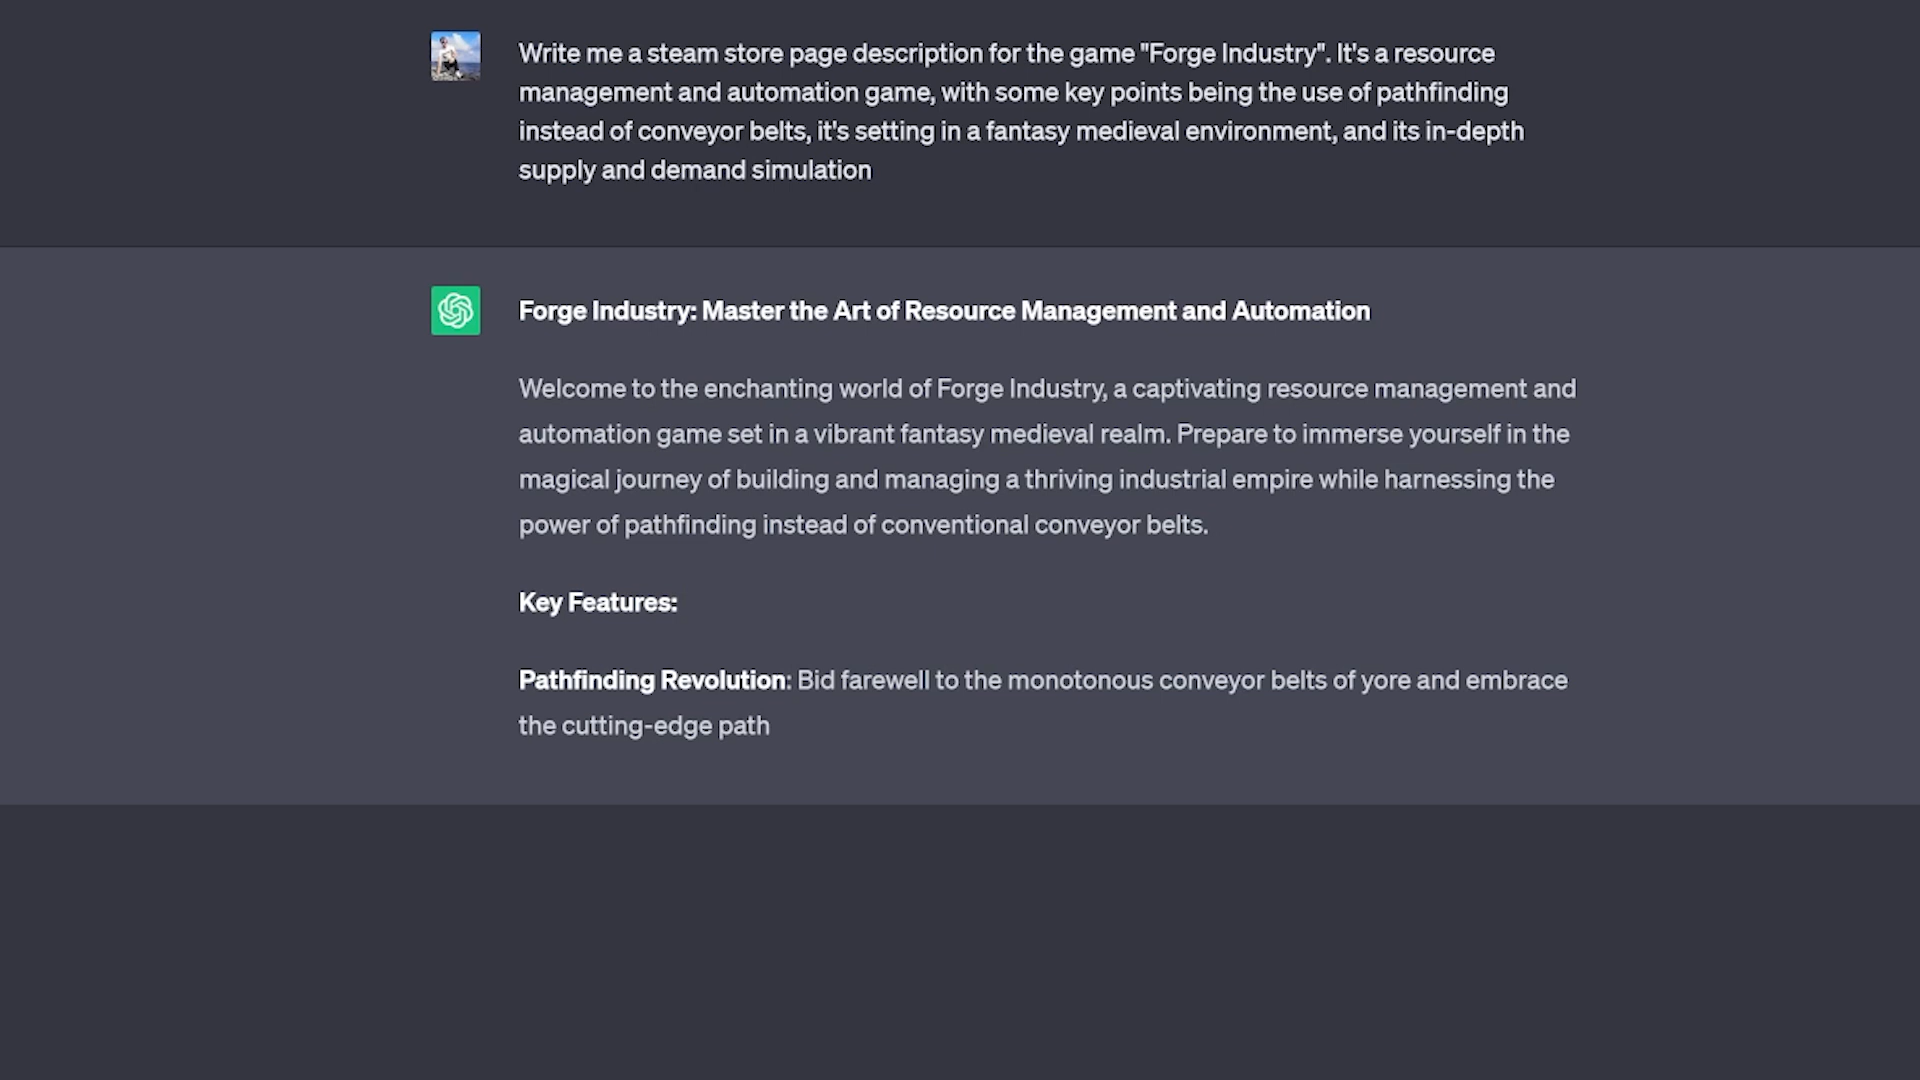 Write me a steam store page description for the game "Forge Industry". It's a resource
management and automation game, with some key points being the use of pathfinding
instead of conveyor belts, it's setting in a fantasy medieval environment, and its in-depth
supply and demand simulation
Forge Industry: Master the Art of Resource Management and Automation
Welcome to the enchanting world of Forge Industry, a captivating resource management and
automation game set in a vibrant fantasy medieval realm. Prepare to immerse yourself in the
magical journey of building and managing a thriving industrial empire while harnessing the
power of pathfinding instead of conventional conveyor belts.
Key Features:
Pathfinding Revolution: Bid farewell to the monotonous conveyor belts of yore and embrace
the cutting-edge path